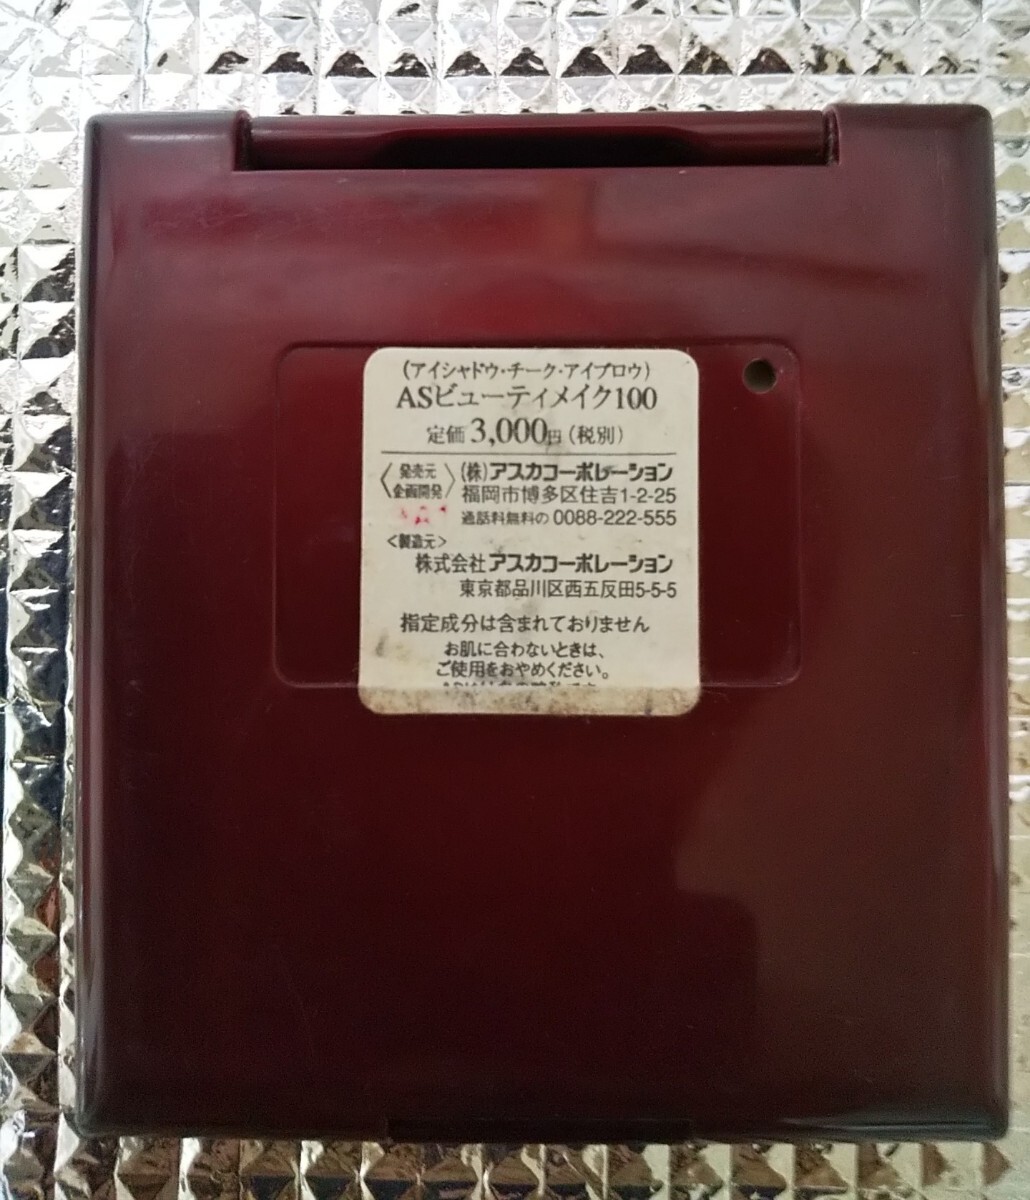 (アイシャドウ・チーク・アイブロウ)
ASビューティメイク100
定価 3,000円(税別)
〈発売元 企画開発〉 (株)アスカコーポレーション
福岡市博多区住吉1-2-25
通話料無料の 0088-222-555
<製造元>
株式会社アスカコーポレーション
東京都品川区西五反田5-5-5
指定成分は含まれておりません
お肌に合わないときは、
ご使用をおやめください。